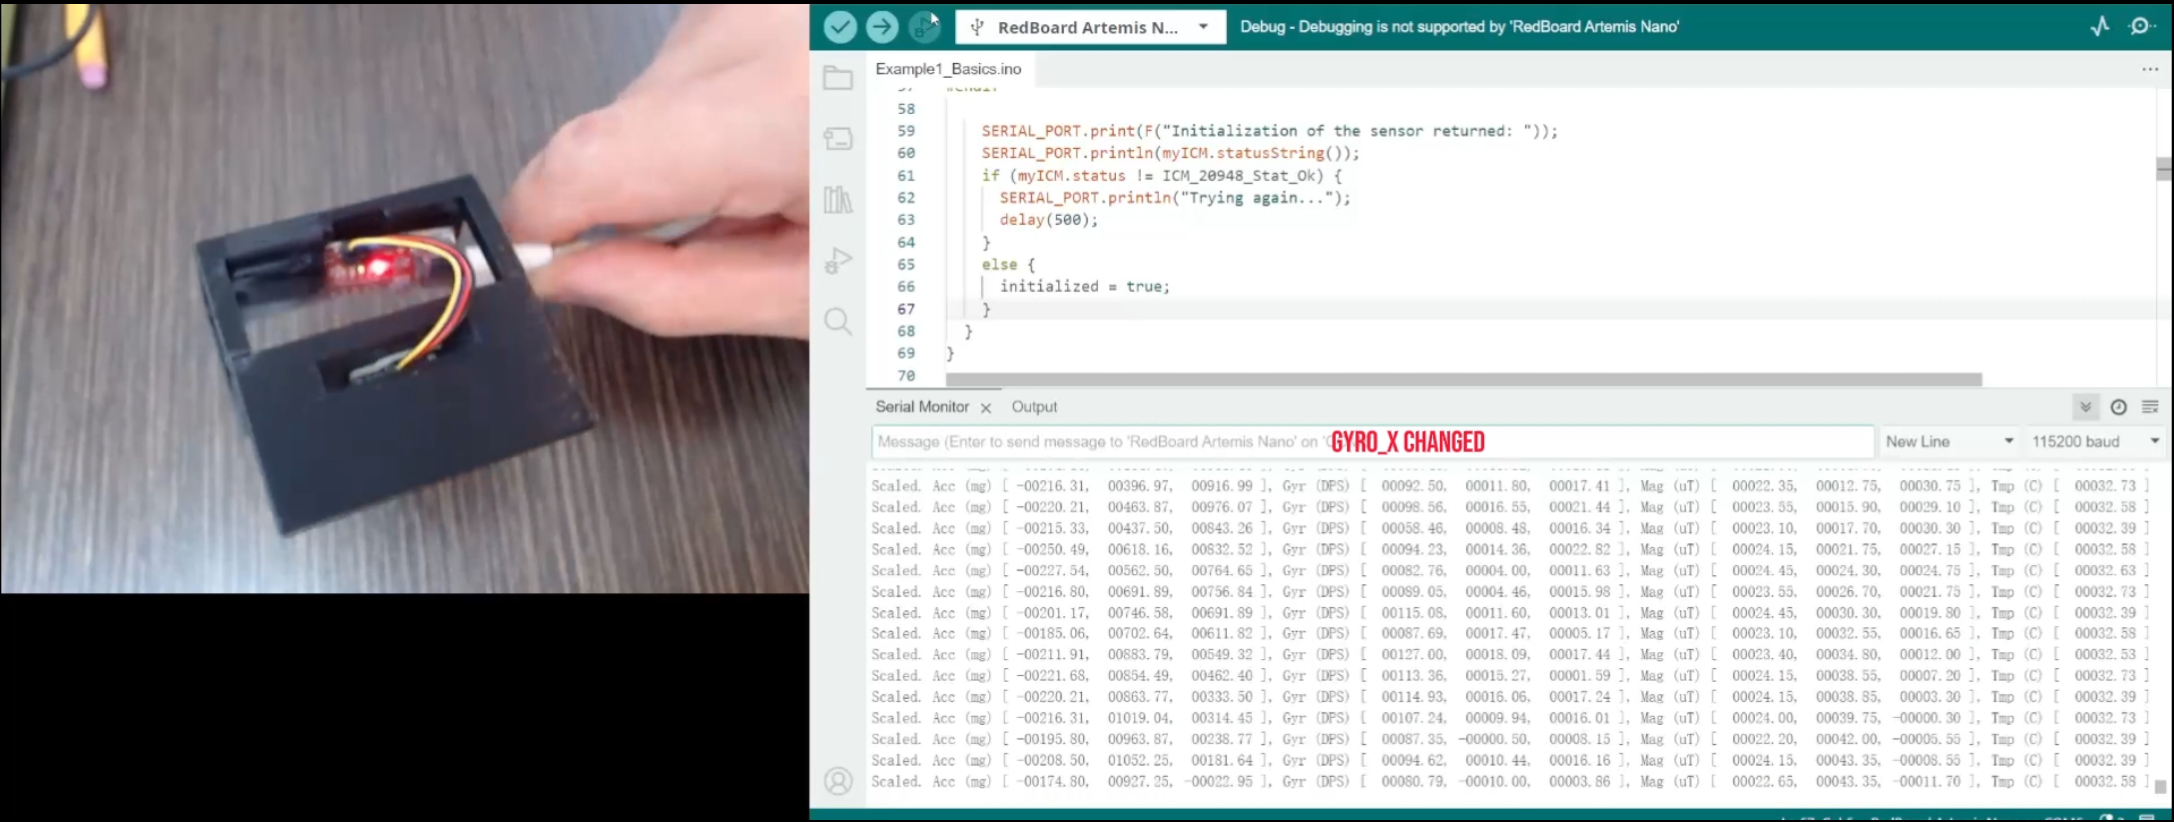 RedBoard Artemis N...
Debug - Debugging is not supported by 'RedBoard Artemis Nano'
Example1_Basics.ino
58
59 SERIAL_PORT.print(F("Initialization of the sensor returned: "));
60 SERIAL_PORT.println(myICM.statusString());
61 if (myICM.status != ICM_20948_Stat_Ok) {
62 SERIAL_PORT.println("Trying again...");
63 delay(500);
64 }
65 else {
66 initialized = true;
67 }
68 }
69 }
70
Serial Monitor Output
Message (Enter to send message to 'RedBoard Artemis Nano' on
GYRO_X CHANGED
New Line 115200 baud
Scaled. Acc (mg) [ -00216.31, 00396.97, 00916.99 ], Gyr (DPS) [ 00092.50, 00011.80, 00017.41 ], Mag (uT) [ 00022.35, 00012.75, 00030.75 ], Tmp (C) [ 00032.73 ]
Scaled. Acc (mg) [ -00220.21, 00463.87, 00976.07 ], Gyr (DPS) [ 00098.56, 00016.55, 00021.44 ], Mag (uT) [ 00023.55, 00015.90, 00029.10 ], Tmp (C) [ 00032.58 ]
Scaled. Acc (mg) [ -00215.33, 00437.50, 00843.26 ], Gyr (DPS) [ 00058.46, 00008.48, 00016.34 ], Mag (uT) [ 00023.10, 00017.70, 00030.30 ], Tmp (C) [ 00032.39 ]
Scaled. Acc (mg) [ -00250.49, 00618.16, 00832.52 ], Gyr (DPS) [ 00094.23, 00014.36, 00022.82 ], Mag (uT) [ 00024.15, 00021.75, 00027.15 ], Tmp (C) [ 00032.58 ]
Scaled. Acc (mg) [ -00227.54, 00562.50, 00764.65 ], Gyr (DPS) [ 00082.76, 00004.00, 00011.63 ], Mag (uT) [ 00024.45, 00024.30, 00024.75 ], Tmp (C) [ 00032.63 ]
Scaled. Acc (mg) [ -00216.80, 00691.89, 00756.84 ], Gyr (DPS) [ 00089.05, 00004.46, 00015.98 ], Mag (uT) [ 00023.55, 00026.70, 00021.75 ], Tmp (C) [ 00032.73 ]
Scaled. Acc (mg) [ -00201.17, 00746.58, 00691.89 ], Gyr (DPS) [ 00115.08, 00011.60, 00013.01 ], Mag (uT) [ 00024.45, 00030.30, 00019.80 ], Tmp (C) [ 00032.39 ]
Scaled. Acc (mg) [ -00185.06, 00702.64, 00611.82 ], Gyr (DPS) [ 00087.69, 00017.47, 00005.17 ], Mag (uT) [ 00023.10, 00032.55, 00016.65 ], Tmp (C) [ 00032.58 ]
Scaled. Acc (mg) [ -00211.91, 00883.79, 00549.32 ], Gyr (DPS) [ 00127.00, 00018.09, 00017.44 ], Mag (uT) [ 00023.40, 00034.80, 00012.00 ], Tmp (C) [ 00032.53 ]
Scaled. Acc (mg) [ -00221.68, 00854.49, 00462.40 ], Gyr (DPS) [ 00113.36, 00015.27, 00001.59 ], Mag (uT) [ 00024.15, 00038.55, 00007.20 ], Tmp (C) [ 00032.73 ]
Scaled. Acc (mg) [ -00220.21, 00863.77, 00333.50 ], Gyr (DPS) [ 00114.93, 00016.06, 00017.24 ], Mag (uT) [ 00024.15, 00038.85, 00003.30 ], Tmp (C) [ 00032.39 ]
Scaled. Acc (mg) [ -00216.31, 01019.04, 00314.45 ], Gyr (DPS) [ 00107.24, 00009.94, 00016.01 ], Mag (uT) [ 00024.00, 00039.75, -00000.30 ], Tmp (C) [ 00032.73 ]
Scaled. Acc (mg) [ -00195.80, 00963.87, 00238.77 ], Gyr (DPS) [ 00087.35, -00000.50, 00008.15 ], Mag (uT) [ 00022.20, 00042.00, -00005.55 ], Tmp (C) [ 00032.39 ]
Scaled. Acc (mg) [ -00208.50, 01052.25, 00181.64 ], Gyr (DPS) [ 00094.62, 00010.44, 00016.16 ], Mag (uT) [ 00024.15, 00043.35, -00008.55 ], Tmp (C) [ 00032.39 ]
Scaled. Acc (mg) [ -00174.80, 00927.25, -00022.95 ], Gyr (DPS) [ 00080.79, -00010.00, 00003.86 ], Mag (uT) [ 00022.65, 00043.35, -00011.70 ], Tmp (C) [ 00032.58 ]